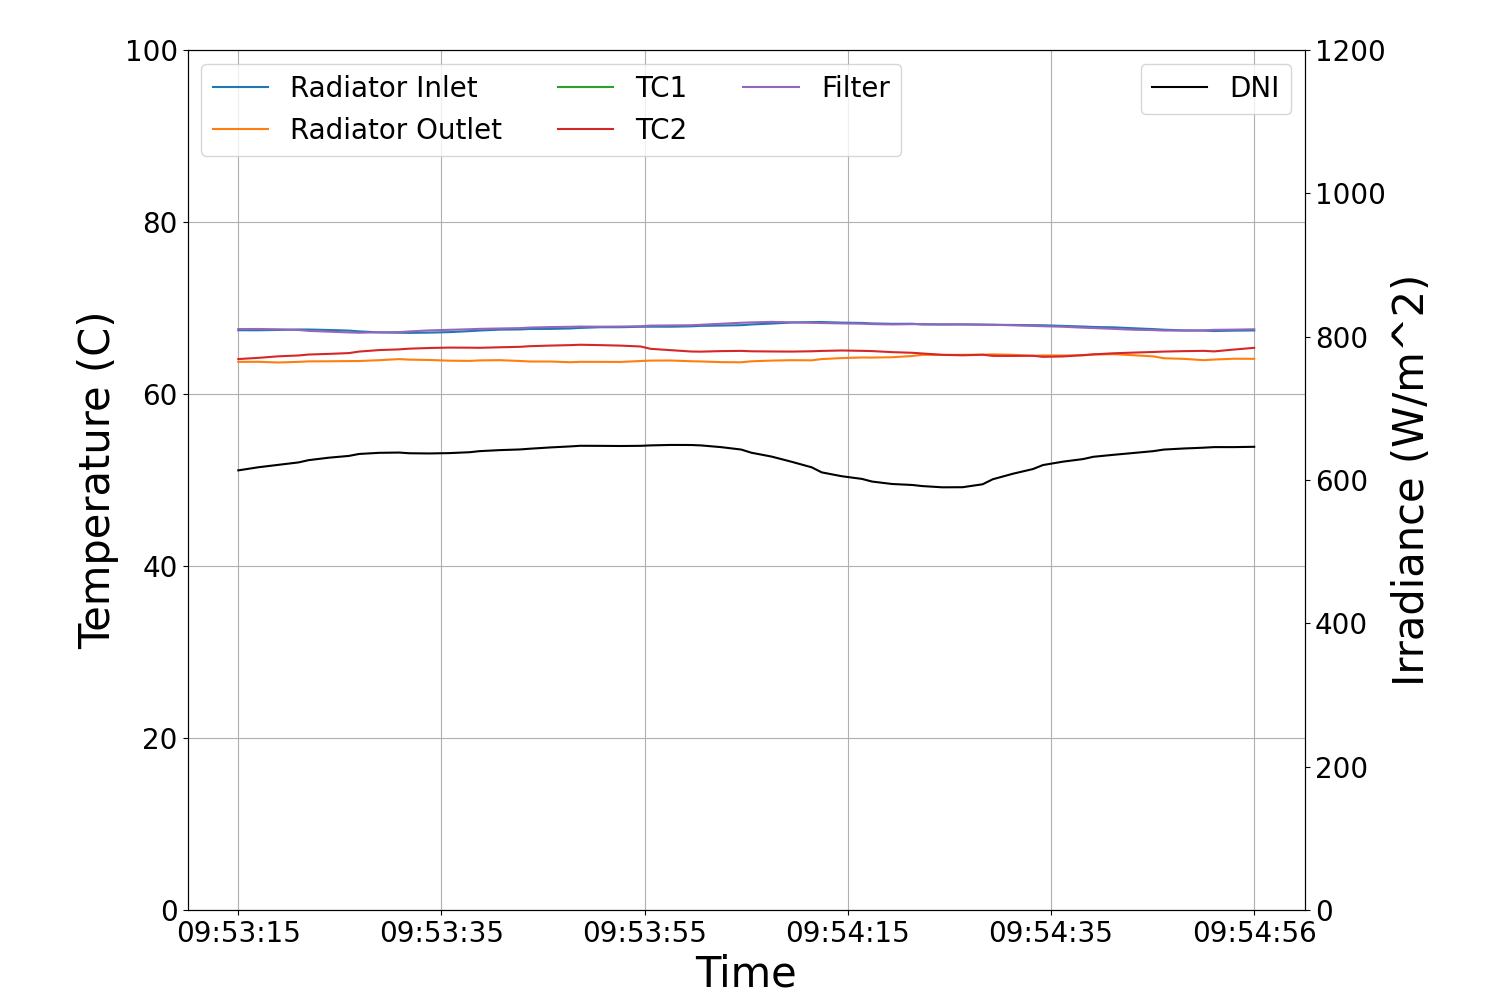 Radiator Inlet
Radiator Outlet
TC1
TC2
Filter
DNI
100
80
60
40
20
0
Temperature (C)
1200
1000
800
600
400
200
0
Irradiance (W/m^2)
09:53:15 09:53:35 09:53:55 09:54:15 09:54:35 09:54:56
Time